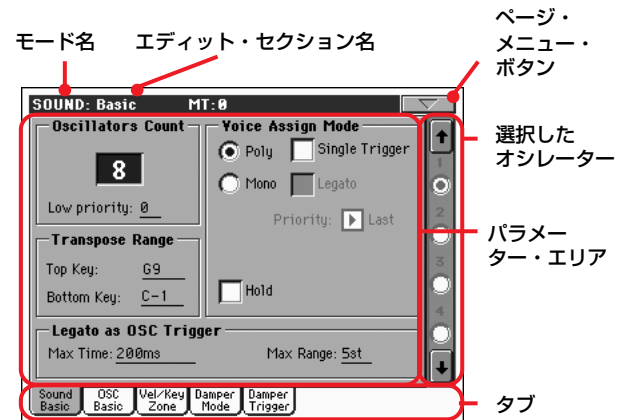 モード名
エディット・セクション名
ページ・
メニュー・
ボタン
SOUND: Basic MT:0
Oscillators Count
8
Low priority: 0
Transpose Range
Top Key: G9
Bottom Key: C-1
Voice Assign Mode
Poly Single Trigger
Mono Legato
Priority: Last
Hold
Legato as OSC Trigger
Max Time: 200ms Max Range: 5st
1
2
3
4
Sound
Basic
OSC
Basic
Vel/Key
Zone
Damper
Mode
Damper
Trigger
選択した
オシレーター
パラメー
ター・エリア
タブ